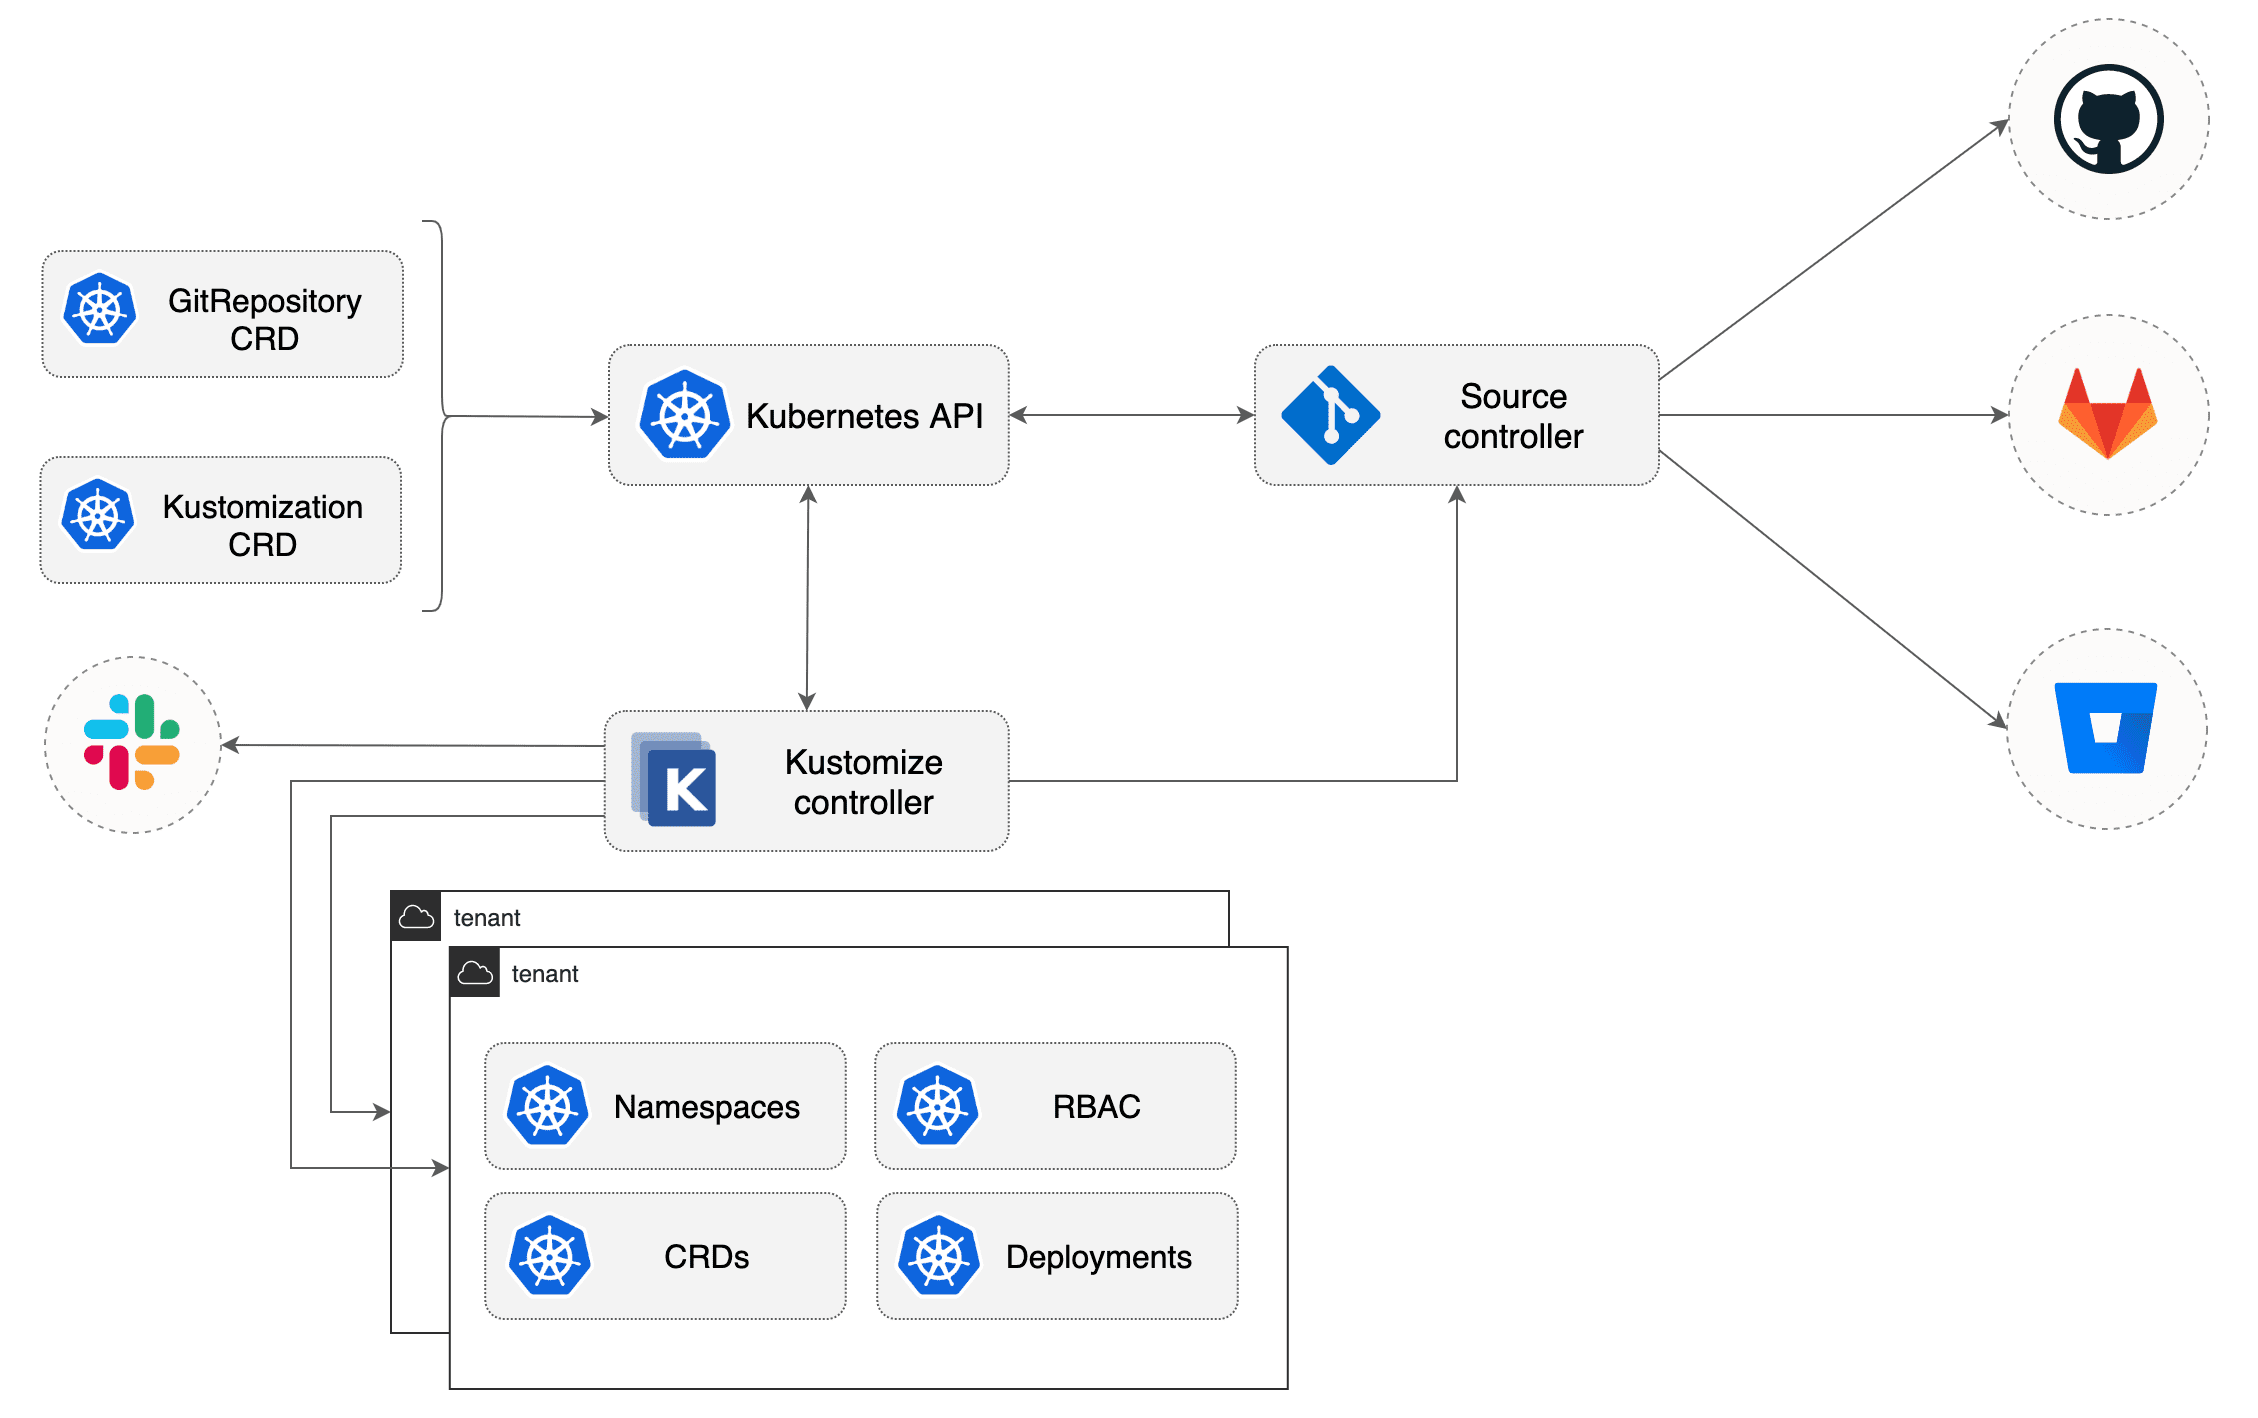 GitRepository
CRD
Kustomization
CRD
Kubernetes API
Source
controller
Kustomize
controller
K
tenant
tenant
Namespaces
RBAC
CRDs
Deployments